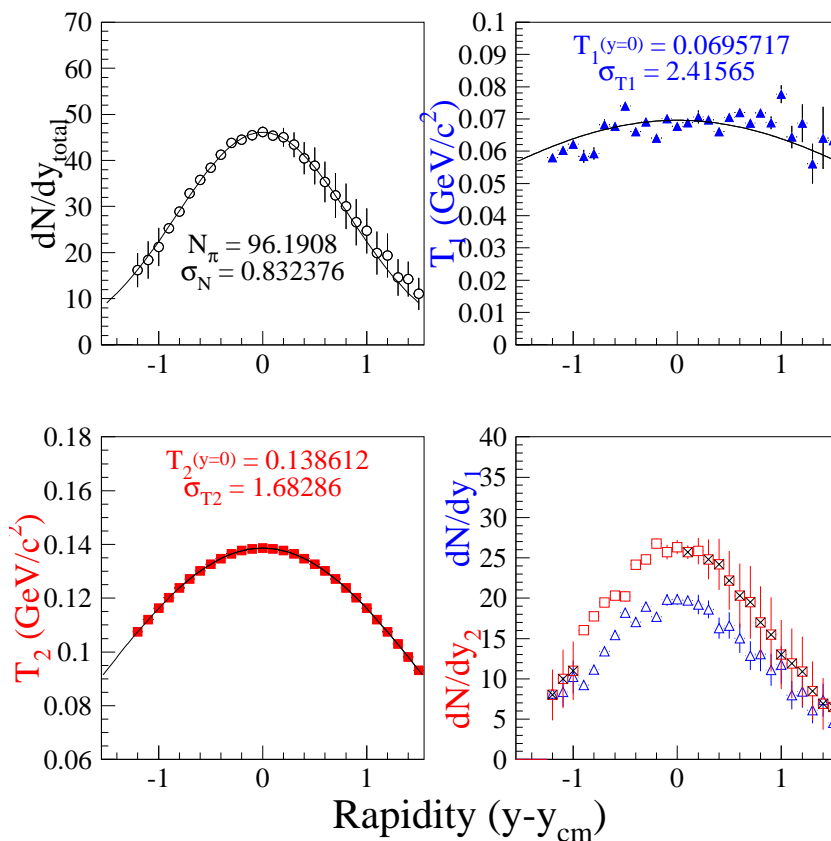 70
60
50
40
30
20
10
0
dN/dy_total
N_π = 96.1908
σ_N = 0.832376
-1 0 1
0.1
0.09
0.08
0.07
0.06
0.05
0.04
0.03
0.02
0.01
0
T_1 (GeV/c^2)
T_1(y=0) = 0.0695717
σ_T1 = 2.41565
-1 0 1
0.18
0.16
0.14
0.12
0.1
0.08
0.06
T_2 (GeV/c^2)
T_2(y=0) = 0.138612
σ_T2 = 1.68286
-1 0 1
40
35
30
25
20
15
10
5
0
dN/dy_2 dN/dy_1
-1 0 1
Rapidity (y-y_cm)